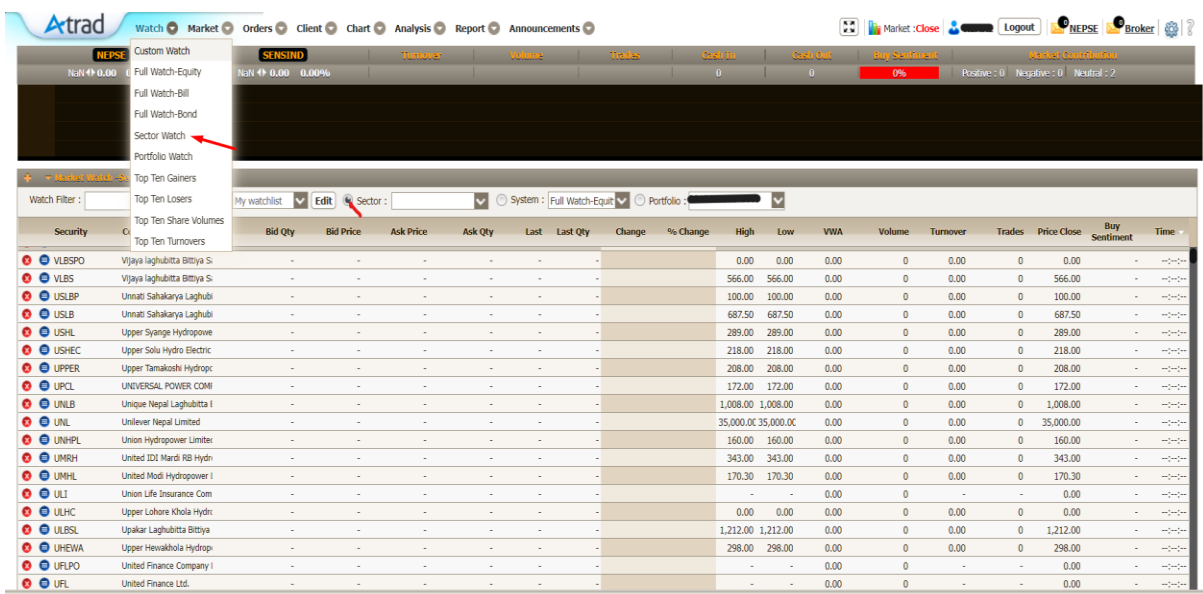 Atrad Watch Market Orders Client Chart Analysis Report Announcements Market :Close Logout NEPSE Broker
Custom Watch
Full Watch-Equity
Full Watch-Bill
Full Watch-Bond
Sector Watch
Portfolio Watch
Top Ten Gainers
Top Ten Losers
Top Ten Share Volumes
Top Ten Turnovers
NEPSE SENSIND Turnover Volume Trades Cash In Cash Out Buy Sentiment Market Contribution
NaN 0.00 NaN 0.00 0.00% 0 0 0% Positive : 0 Negative : 0 Neutral : 2
Market Watch
Watch Filter : My watchlist Edit Sector : System : Full Watch-Equit Portfolio :
Security Bid Qty Bid Price Ask Price Ask Qty Last Last Qty Change % Change High Low VWA Volume Turnover Trades Price Close Buy Sentiment Time
VLBSPO Vijaya laghubitta Bittiya Sa - - - - - - 0.00 0.00 0.00 0 0.00 0 0.00 - --:--:--
VLBS Vijaya laghubitta Bittiya Sa - - - - - - 566.00 566.00 0.00 0 0.00 0 566.00 - --:--:--
USLBP Unnati Sahakarya Laghubi - - - - - - 100.00 100.00 0.00 0 0.00 0 100.00 - --:--:--
USLB Unnati Sahakarya Laghubi - - - - - - 687.50 687.50 0.00 0 0.00 0 687.50 - --:--:--
USHL Upper Syange Hydropowe - - - - - - 289.00 289.00 0.00 0 0.00 0 289.00 - --:--:--
USHEC Upper Solu Hydro Electric - - - - - - 218.00 218.00 0.00 0 0.00 0 218.00 - --:--:--
UPPER Upper Tamakoshi Hydropc - - - - - - 208.00 208.00 0.00 0 0.00 0 208.00 - --:--:--
UPCL UNIVERSAL POWER COMF - - - - - - 172.00 172.00 0.00 0 0.00 0 172.00 - --:--:--
UNLB Unique Nepal Laghubitta E - - - - - - 1,008.00 1,008.00 0.00 0 0.00 0 1,008.00 - --:--:--
UNL Unilever Nepal Limited - - - - - - 35,000.0C 35,000.0C 0.00 0 0.00 0 35,000.00 - --:--:--
UNHPL Union Hydropower Limitec - - - - - - 160.00 160.00 0.00 0 0.00 0 160.00 - --:--:--
UMRH United IDI Mardi RB Hydr - - - - - - 343.00 343.00 0.00 0 0.00 0 343.00 - --:--:--
UMHL United Modi Hydropower l - - - - - - 170.30 170.30 0.00 0 0.00 0 170.30 - --:--:--
ULI Union Life Insurance Com - - - - - - - - 0.00 0 - - 0.00 - --:--:--
ULHC Upper Lohore Khola Hydrc - - - - - - 0.00 0.00 0.00 0 0.00 0 0.00 - --:--:--
ULBSL Upakar Laghubitta Bittiya - - - - - - 1,212.00 1,212.00 0.00 0 0.00 0 1,212.00 - --:--:--
UHEWA Upper Hewakhola Hydrop - - - - - - 298.00 298.00 0.00 0 0.00 0 298.00 - --:--:--
UFLPO United Finance Company l - - - - - - - - 0.00 0 - - 0.00 - --:--:--
UFL United Finance Ltd. - - - - - - - - 0.00 0 - - 0.00 - --:--:--